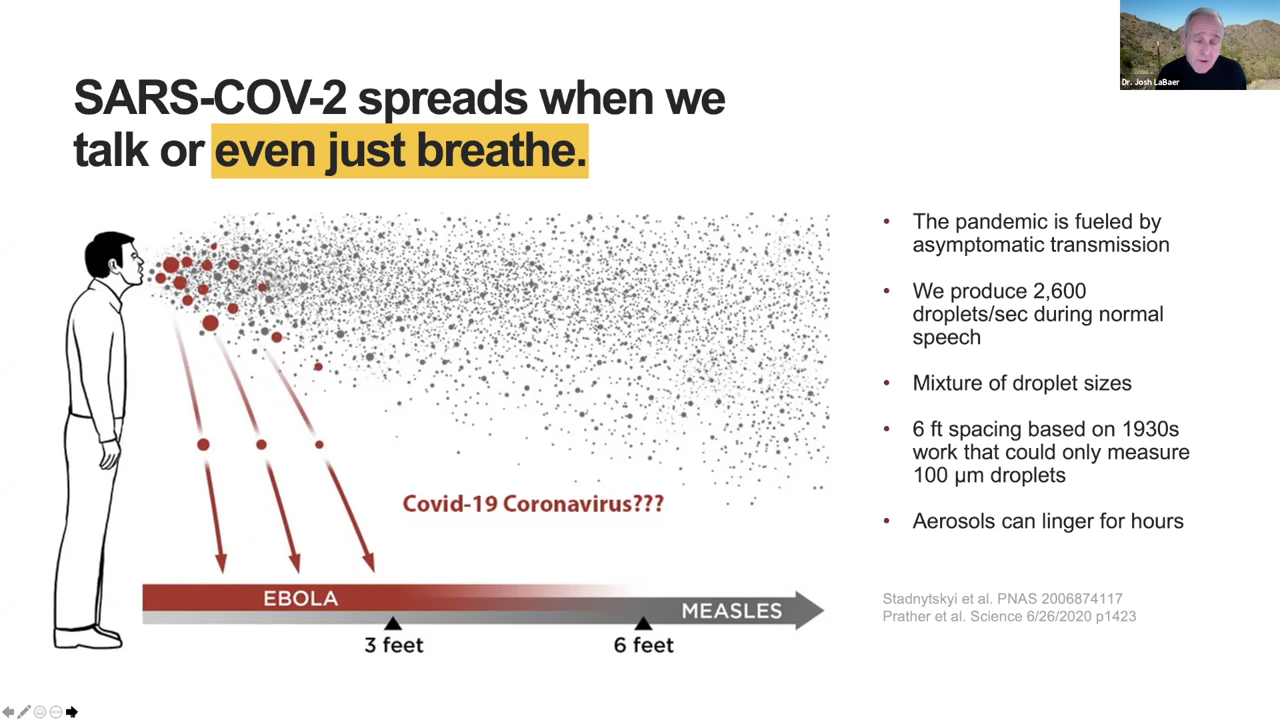 Dr. Josh LaBaer
SARS-COV-2 spreads when we
talk or even just breathe.
• The pandemic is fueled by
asymptomatic transmission
• We produce 2,600
droplets/sec during normal
speech
• Mixture of droplet sizes
• 6 ft spacing based on 1930s
work that could only measure
100 µm droplets
• Aerosols can linger for hours
Covid-19 Coronavirus???
EBOLA
MEASLES
3 feet
6 feet
Stadnytskyi et al. PNAS 2006874117
Prather et al. Science 6/26/2020 p1423